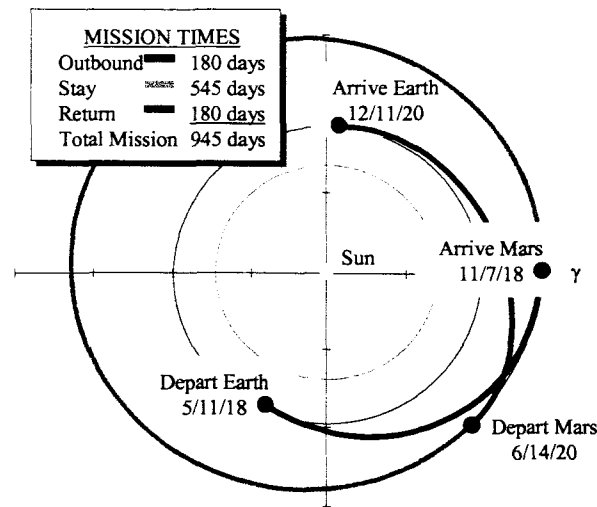 MISSION TIMES
Outbound 180 days
Stay 545 days
Return 180 days
Total Mission 945 days
Arrive Earth
12/11/20
Sun
Arrive Mars
11/7/18
γ
Depart Earth
5/11/18
Depart Mars
6/14/20